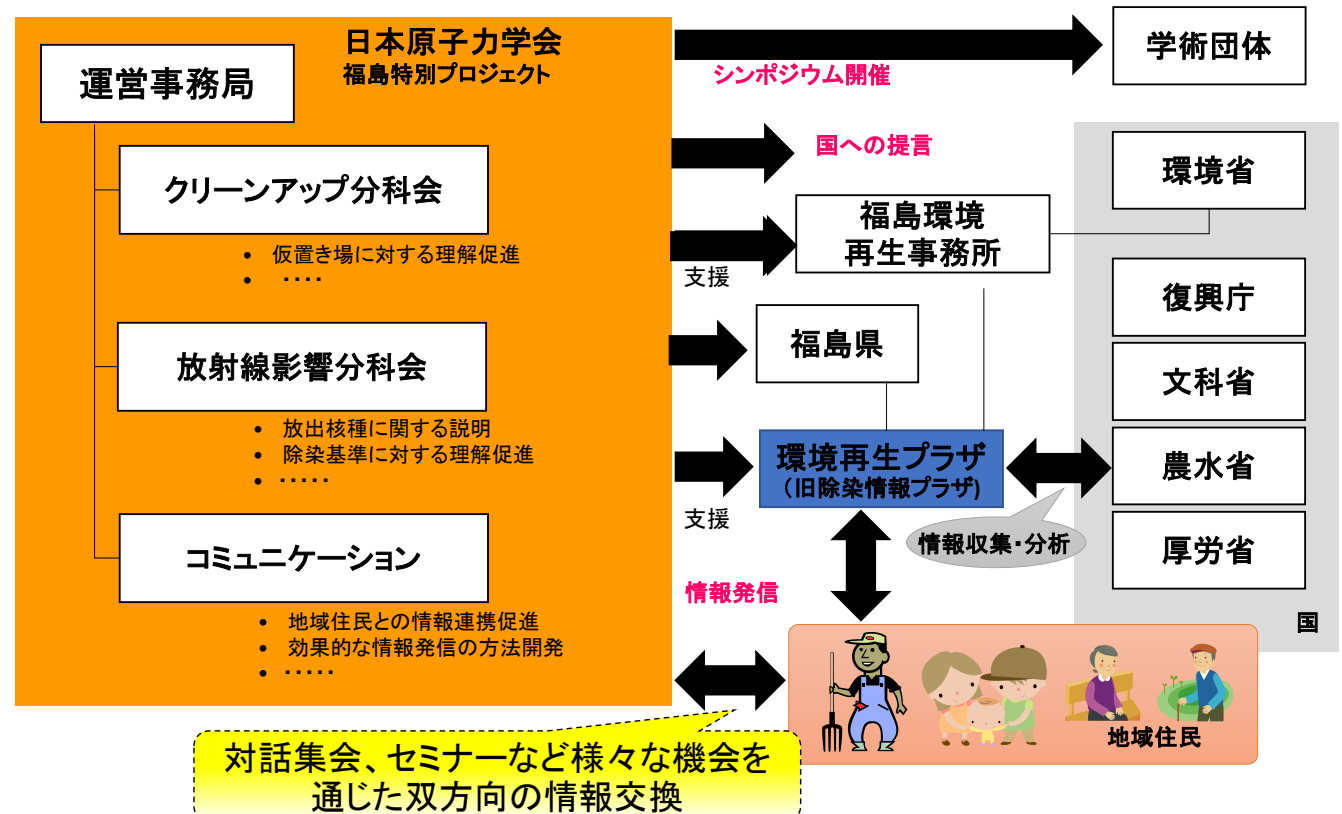 日本原子力学会
福島特別プロジェクト
運営事務局
クリーンアップ分科会
• 仮置き場に対する理解促進
• ････
放射線影響分科会
• 放出核種に関する説明
• 除染基準に対する理解促進
• ･････
コミュニケーション
• 地域住民との情報連携促進
• 効果的な情報発信の方法開発
• ･････
シンポジウム開催
学術団体
国への提言
支援
福島環境
再生事務所
福島県
支援
環境再生プラザ
（旧除染情報プラザ)
情報収集・分析
情報発信
環境省
復興庁
文科省
農水省
厚労省
国
地域住民
対話集会、セミナーなど様々な機会を
通じた双方向の情報交換